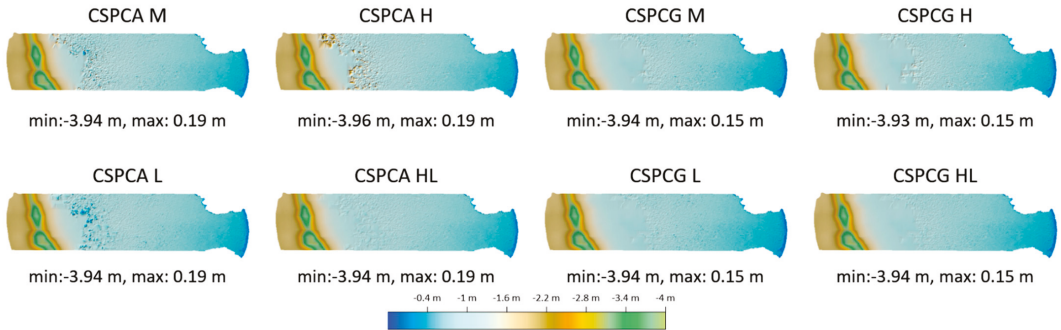 CSPCA M CSPCA H CSPCG M CSPCG H
min:-3.94 m, max: 0.19 m min:-3.96 m, max: 0.19 m min:-3.94 m, max: 0.15 m min:-3.93 m, max: 0.15 m
CSPCA L CSPCA HL CSPCG L CSPCG HL
min:-3.94 m, max: 0.19 m min:-3.94 m, max: 0.19 m min:-3.94 m, max: 0.15 m min:-3.94 m, max: 0.15 m
-0.4 m -1 m -1.6 m -2.2 m -2.8 m -3.4 m -4 m